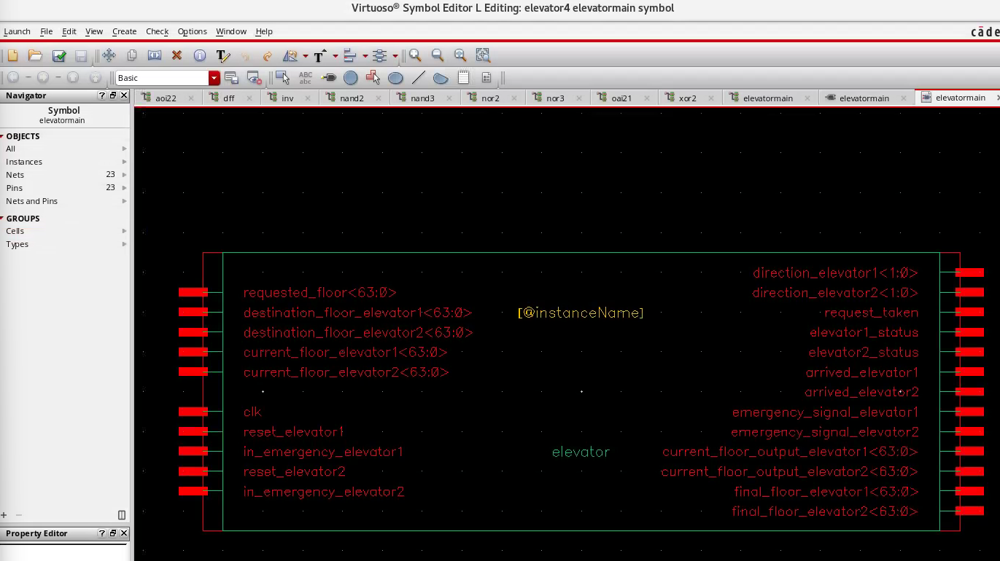 Virtuoso® Symbol Editor L Editing: elevator4 elevatormain symbol
Launch File Edit View Create Check Options Window Help
cāde
T T
Basic
ABC
abc
Navigator
aoi22 dff inv nand2 nand3 nor2 nor3 oai21 xor2 elevatormain elevatormain elevatormain
Symbol
elevatormain
OBJECTS
All
Instances
Nets 23
Pins 23
Nets and Pins
GROUPS
Cells
Types
Property Editor
direction_elevator1<1:0>
requested_floor<63:0> direction_elevator2<1:0>
destination_floor_elevator1<63:0> [@instanceName] request_taken
destination_floor_elevator2<63:0> elevator1_status
current_floor_elevator1<63:0> elevator2_status
current_floor_elevator2<63:0> arrived_elevator1
arrived_elevator2
clk emergency_signal_elevator1
reset_elevator1 emergency_signal_elevator2
in_emergency_elevator1 elevator current_floor_output_elevator1<63:0>
reset_elevator2 current_floor_output_elevator2<63:0>
in_emergency_elevator2 final_floor_elevator1<63:0>
final_floor_elevator2<63:0>